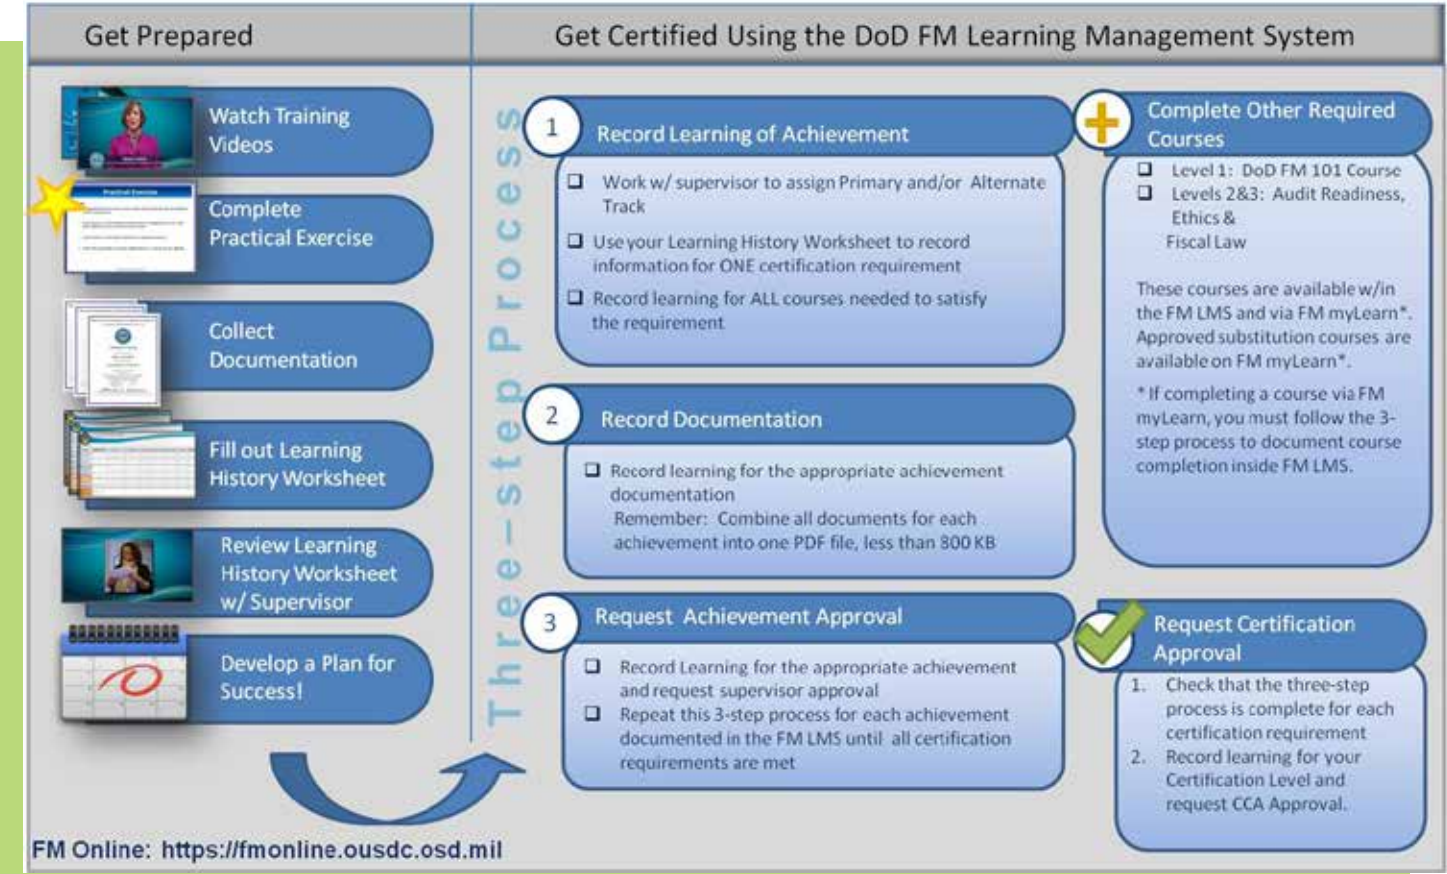 Get Prepared
Get Certified Using the DoD FM Learning Management System
Watch Training
Videos
Practical Exercise
Complete
Practical Exercise
Collect
Documentation
Fill out Learning
History Worksheet
Review Learning
History Worksheet
w/ Supervisor
Develop a Plan for
Success!
FM Online: https://fmonline.ousdc.osd.mil
Three-step Process
1
Record Learning of Achievement
❑ Work w/ supervisor to assign Primary and/or Alternate
Track
❑ Use your Learning History Worksheet to record
information for ONE certification requirement
❑ Record learning for ALL courses needed to satisfy
the requirement
2
Record Documentation
❑ Record learning for the appropriate achievement
documentation
Remember: Combine all documents for each
achievement into one PDF file, less than 800 KB
3
Request Achievement Approval
❑ Record Learning for the appropriate achievement
and request supervisor approval
❑ Repeat this 3-step process for each achievement
documented in the FM LMS until all certification
requirements are met
Complete Other Required
Courses
❑ Level 1: DoD FM 101 Course
❑ Levels 2&3: Audit Readiness,
Ethics &
Fiscal Law
These courses are available w/in
the FM LMS and via FM myLearn*.
Approved substitution courses are
available on FM myLearn*.
* If completing a course via FM
myLearn, you must follow the 3-
step process to document course
completion inside FM LMS.
Request Certification
Approval
1. Check that the three-step
process is complete for each
certification requirement
2. Record learning for your
Certification Level and
request CCA Approval.